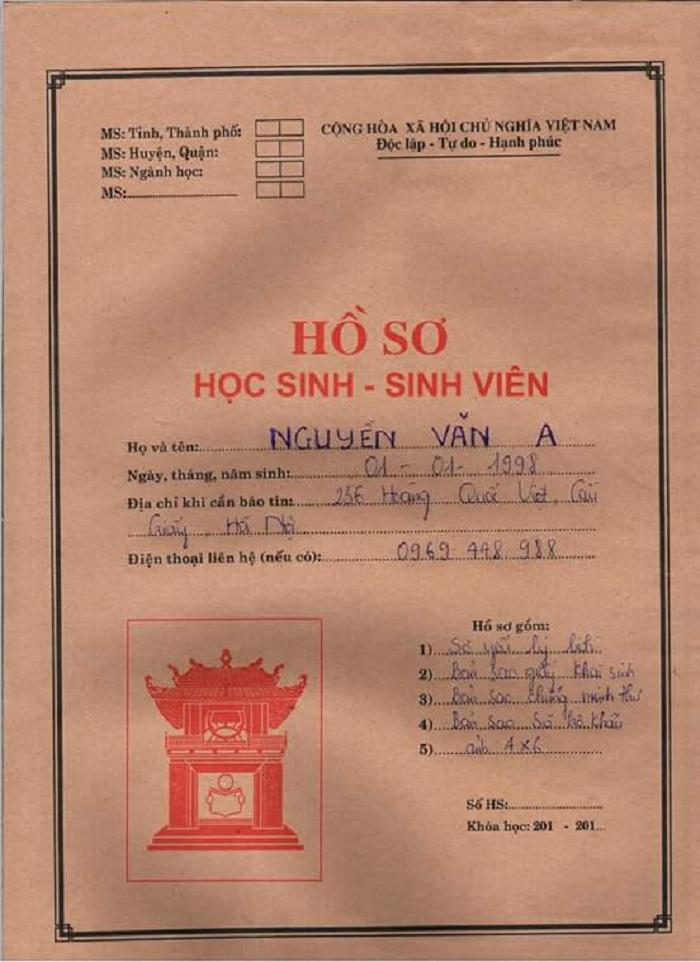 MS: Tỉnh, Thành phố:
MS: Huyện, Quận:
MS: Ngành học:
MS:
CỘNG HÒA XÃ HỘI CHỦ NGHĨA VIỆT NAM
Độc lập - Tự do - Hạnh phúc
HỒ SƠ
HỌC SINH - SINH VIÊN
Họ và tên: NGUYỄN VĂN A
Ngày, tháng, năm sinh: 01 - 01 - 1998
Địa chỉ khi cần báo tin: 236 Hoàng Quốc Việt, Cầu
Giấy, Hà Nội
Điện thoại liên hệ (nếu có): 0969 448 988
Hồ sơ gồm:
1) Sơ yếu lý lịch
2) Bản sao giấy khai sinh
3) Bản sao chứng minh thư
4) Bản sao sổ hộ khẩu
5) ảnh 4x6
Số HS:
Khóa học: 201 - 201